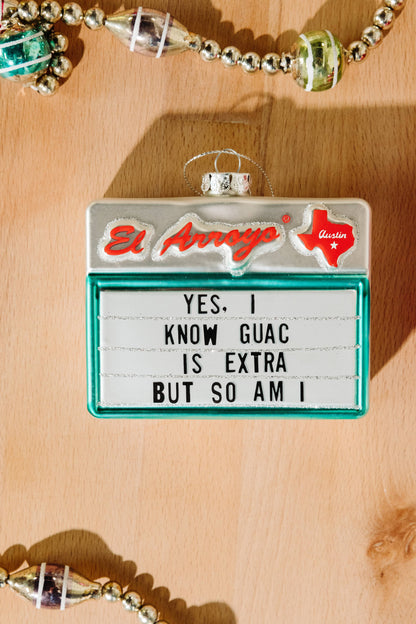 El Arroyo®
Austin
YES, I
KNOW GUAC
IS EXTRA
BUT SO AM I